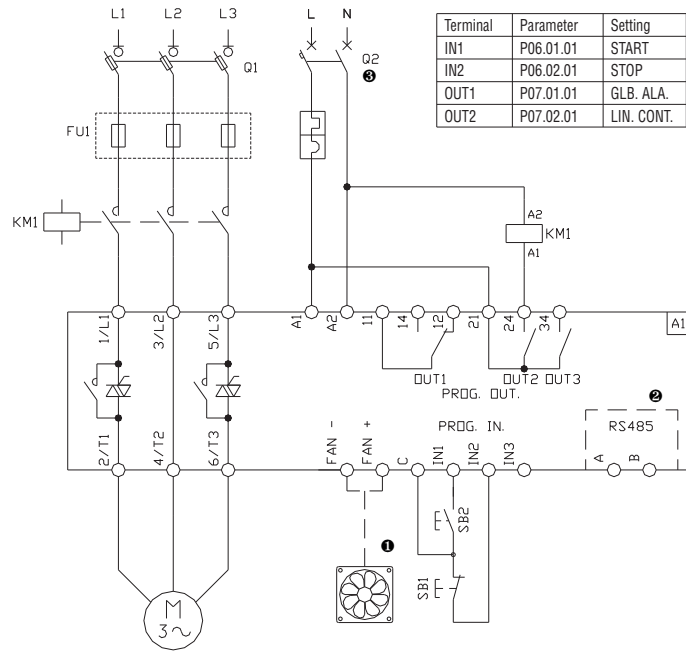 L1 L2 L3 L N
Terminal Parameter Setting
IN1 P06.01.01 START
IN2 P06.02.01 STOP
OUT1 P07.01.01 GLB. ALA.
OUT2 P07.02.01 LIN. CONT.
Q1
Q2
❸
FU1
KM1
A2
KM1
A1
1/L1 3/L2 5/L3 A1 A2 11 14 12 21 24 34
A1
OUT1 OUT2 OUT3
PROG. OUT.
❷
PROG. IN.
RS485
2/T1 4/T2 6/T3 FAN - FAN + C IN1 IN2 IN3 A B
SB2
❶
SB1
M
3~